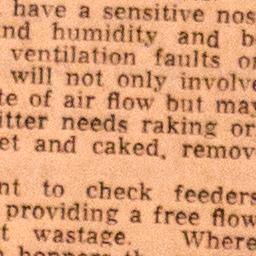 have a sensitive nos
nd humidity and b
ventilation faults o
will not only involve
te of air flow but may
itter needs raking or
et and caked, remov
nt to check feeders
providing a free flow
t wastage. Where